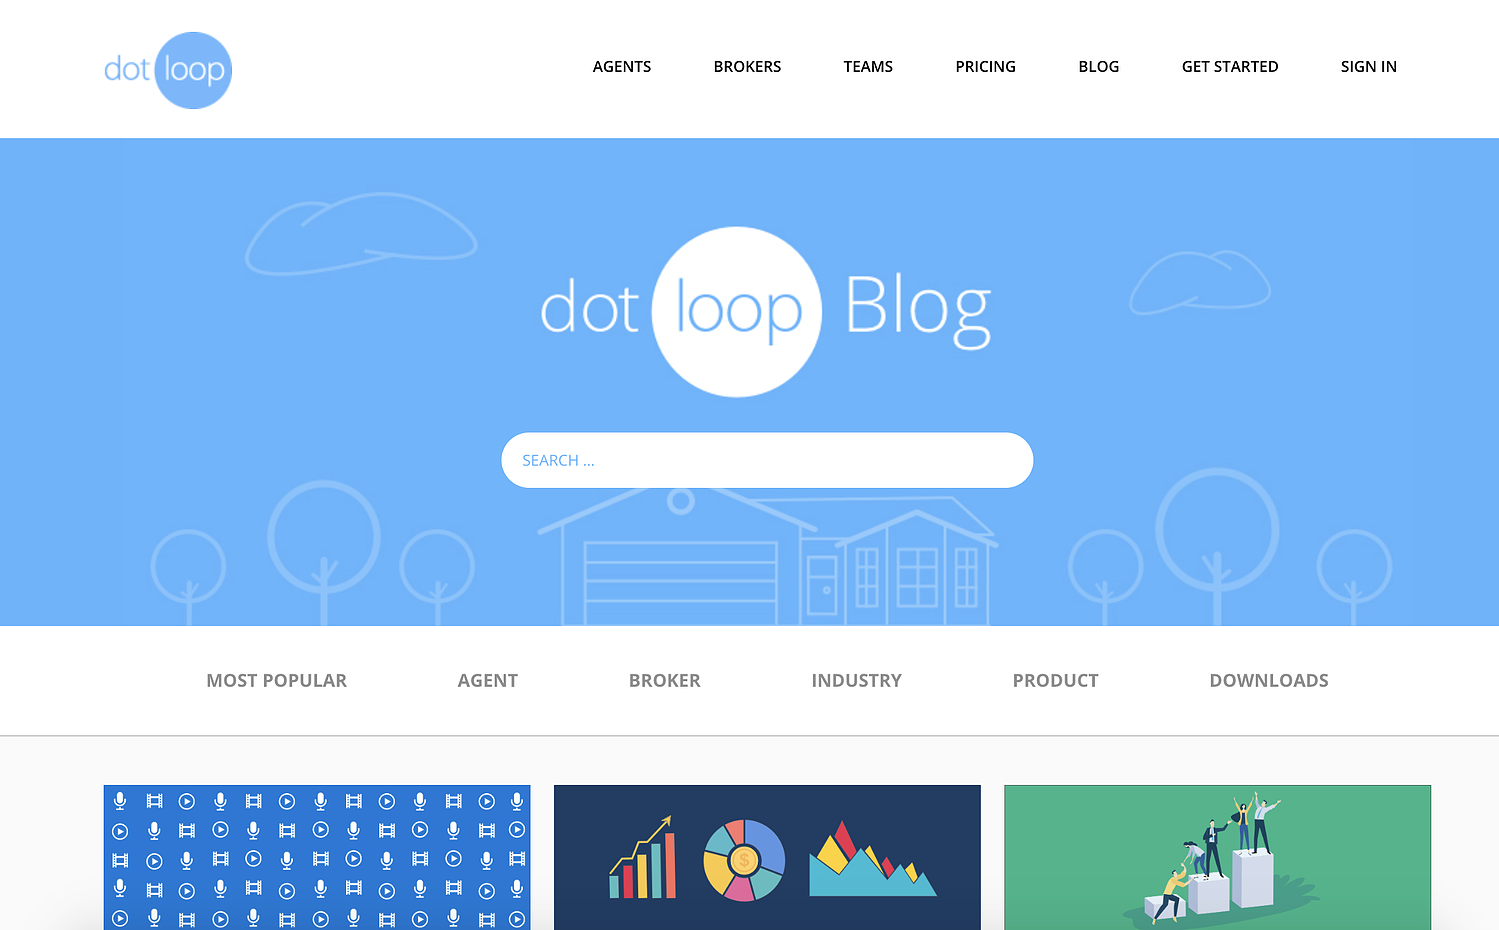 dot loop
AGENTS BROKERS TEAMS PRICING BLOG GET STARTED SIGN IN
dot loop Blog
SEARCH ...
MOST POPULAR AGENT BROKER INDUSTRY PRODUCT DOWNLOADS
$